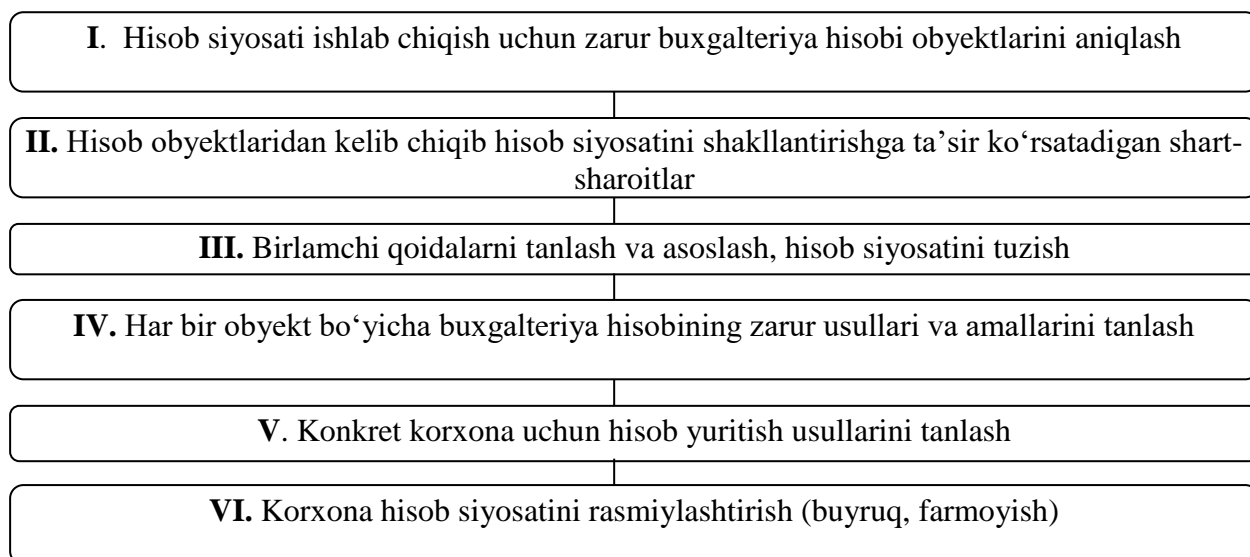 I. Hisob siyosati ishlab chiqish uchun zarur buxgalteriya hisobi obyektlarini aniqlash
II. Hisob obyektlaridan kelib chiqib hisob siyosatini shakllantirishga ta’sir ko‘rsatadigan shart-
sharoitlar
III. Birlamchi qoidalarni tanlash va asoslash, hisob siyosatini tuzish
IV. Har bir obyekt bo‘yicha buxgalteriya hisobining zarur usullari va amallarini tanlash
V. Konkret korxona uchun hisob yuritish usullarini tanlash
VI. Korxona hisob siyosatini rasmiylashtirish (buyruq, farmoyish)